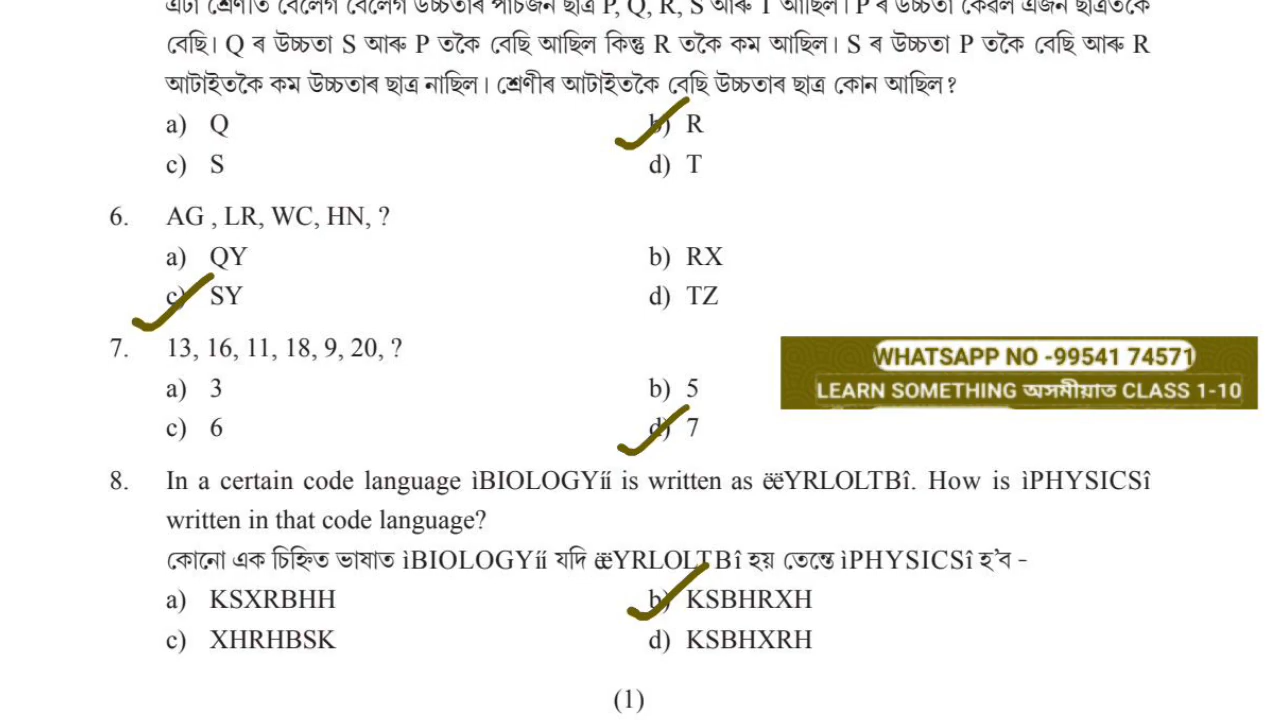 এটা শ্ৰেণীত বেলেগ বেলেগ উচ্চতাৰ পাঁচজন ছাত্ৰ P, Q, R, S আৰু T আছিল। P ৰ উচ্চতা কেৱল এজন ছাত্ৰতকৈ
বেছি। Q ৰ উচ্চতা S আৰু P তকৈ বেছি আছিল কিন্তু R তকৈ কম আছিল। S ৰ উচ্চতা P তকৈ বেছি আৰু R
আটাইতকৈ কম উচ্চতাৰ ছাত্ৰ নাছিল। শ্ৰেণীৰ আটাইতকৈ বেছি উচ্চতাৰ ছাত্ৰ কোন আছিল?
a) Q b) R
c) S d) T
6. AG , LR, WC, HN, ?
a) QY b) RX
c) SY d) TZ
7. 13, 16, 11, 18, 9, 20, ?
WHATSAPP NO -99541 74571
a) 3 b) 5
LEARN SOMETHING অসমীয়াত CLASS 1-10
c) 6 d) 7
8. In a certain code language ìBIOLOGYíí is written as ëëYRLOLTBî. How is ìPHYSICSî
written in that code language?
কোনো এক চিহ্নিত ভাষাত ìBIOLOGYíí যদি ëëYRLOLTBî হয় তেন্তে ìPHYSICSî হ’ব -
a) KSXRBHH b) KSBHRXH
c) XHRHBSK d) KSBHXRH
(1)